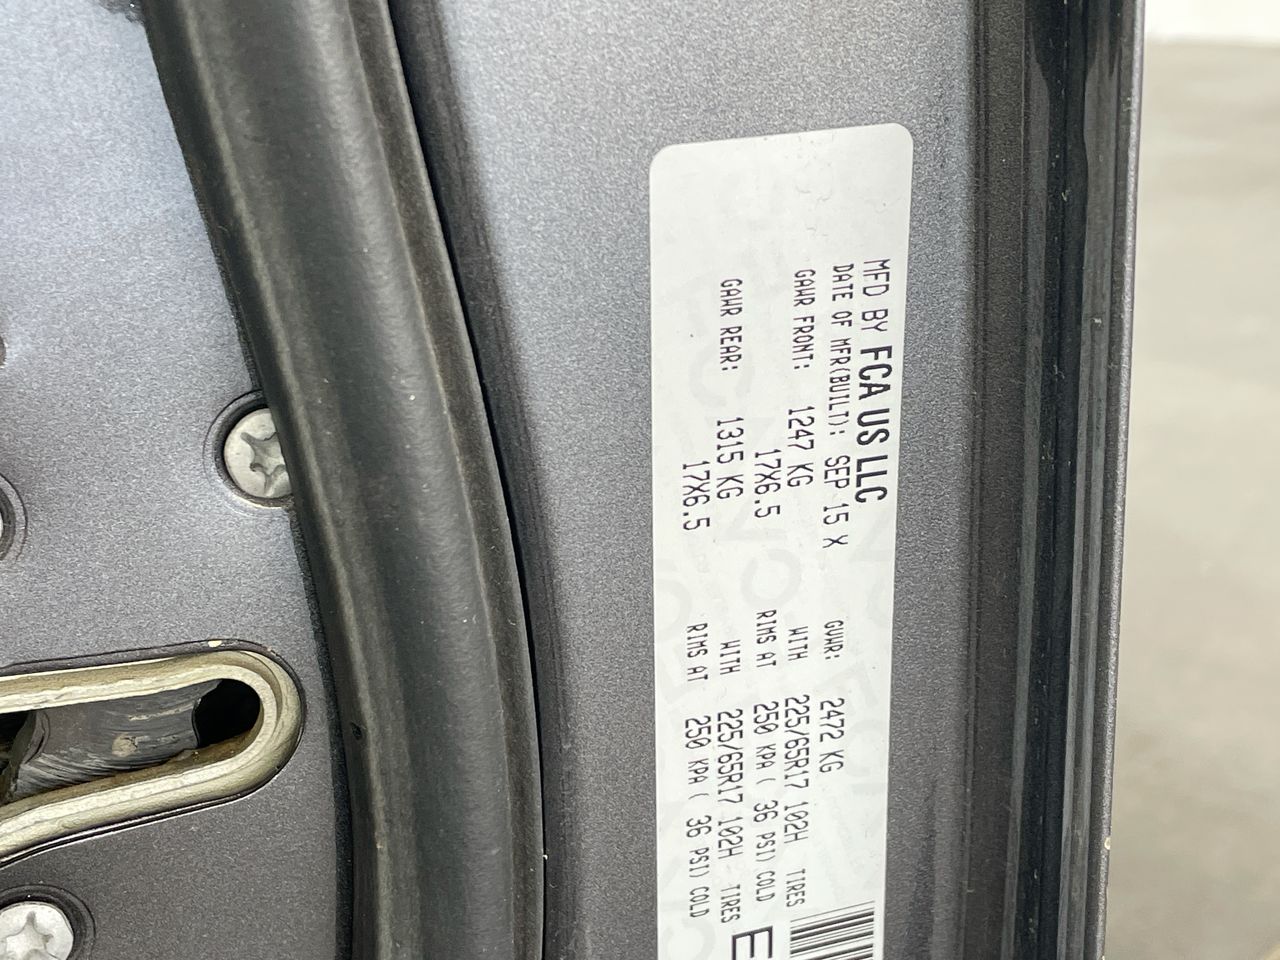 MFD BY FCA US LLC
DATE OF MFR(BUILT): SEP 15 X GVWR: 2472 KG
GAWR FRONT: 1247 KG WITH 225/65R17 102H TIRES
17X6.5 RIMS AT 250 KPA ( 36 PSI) COLD
GAWR REAR: 1315 KG WITH 225/65R17 102H TIRES
17X6.5 RIMS AT 250 KPA ( 36 PSI) COLD
E